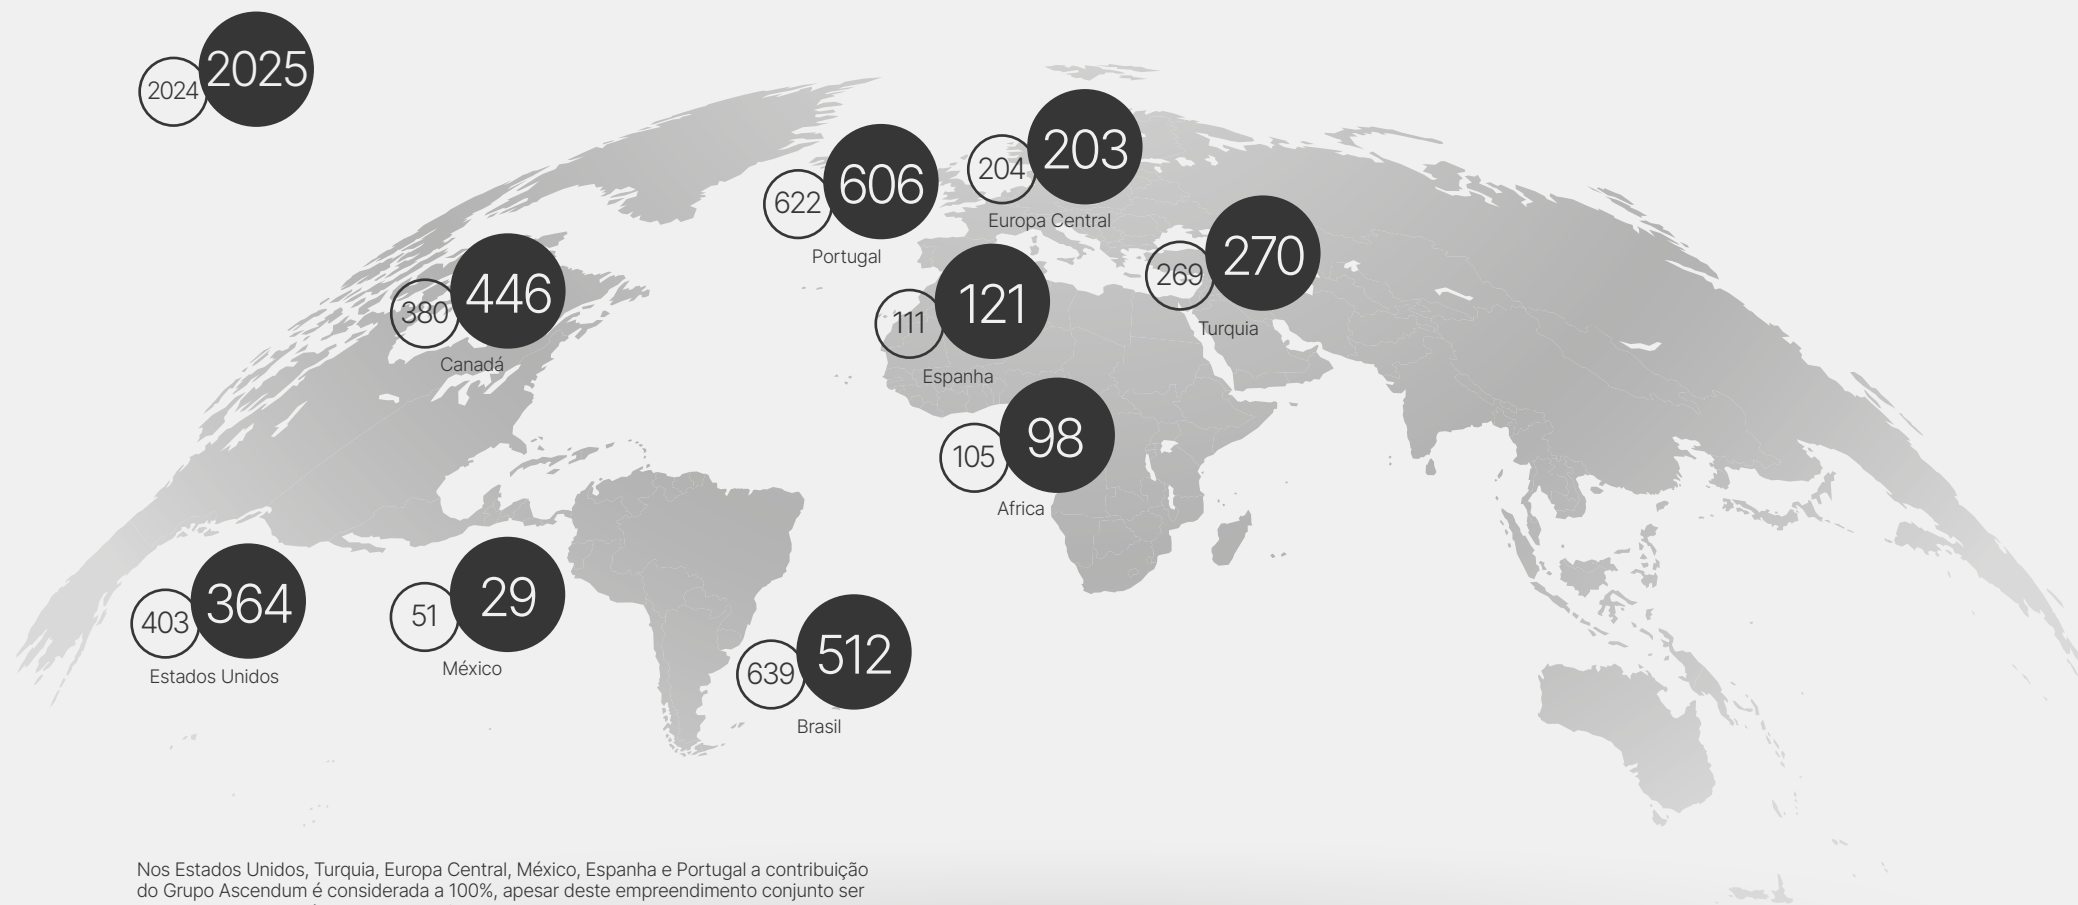 2024 2025
622 606
Portugal
204 203
Europa Central
269 270
Turquia
380 446
Canadá
111 121
Espanha
105 98
Africa
403 364
Estados Unidos
51 29
México
639 512
Brasil
Nos Estados Unidos, Turquia, Europa Central, México, Espanha e Portugal a contribuição
do Grupo Ascendum é considerada a 100%, apesar deste empreendimento conjunto ser